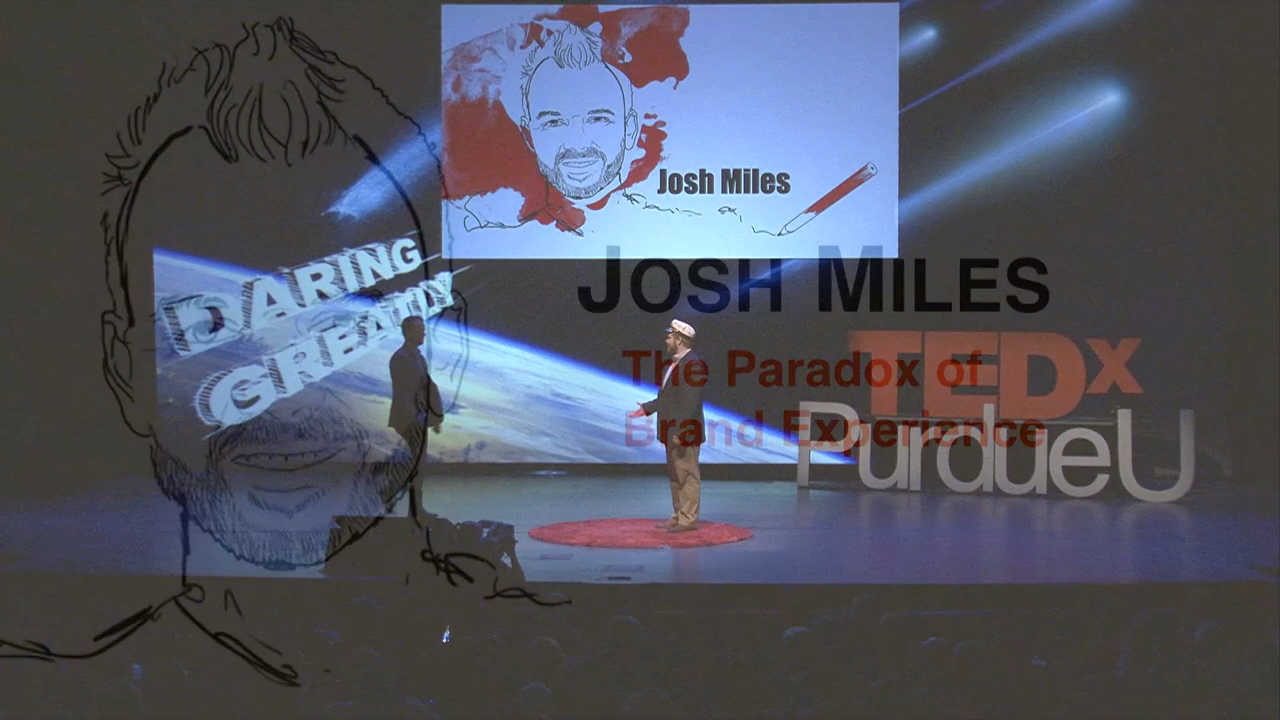 Josh Miles
JOSH MILES
DARING
GREATLY
The Paradox of
Brand Experience
TEDx
PurdueU